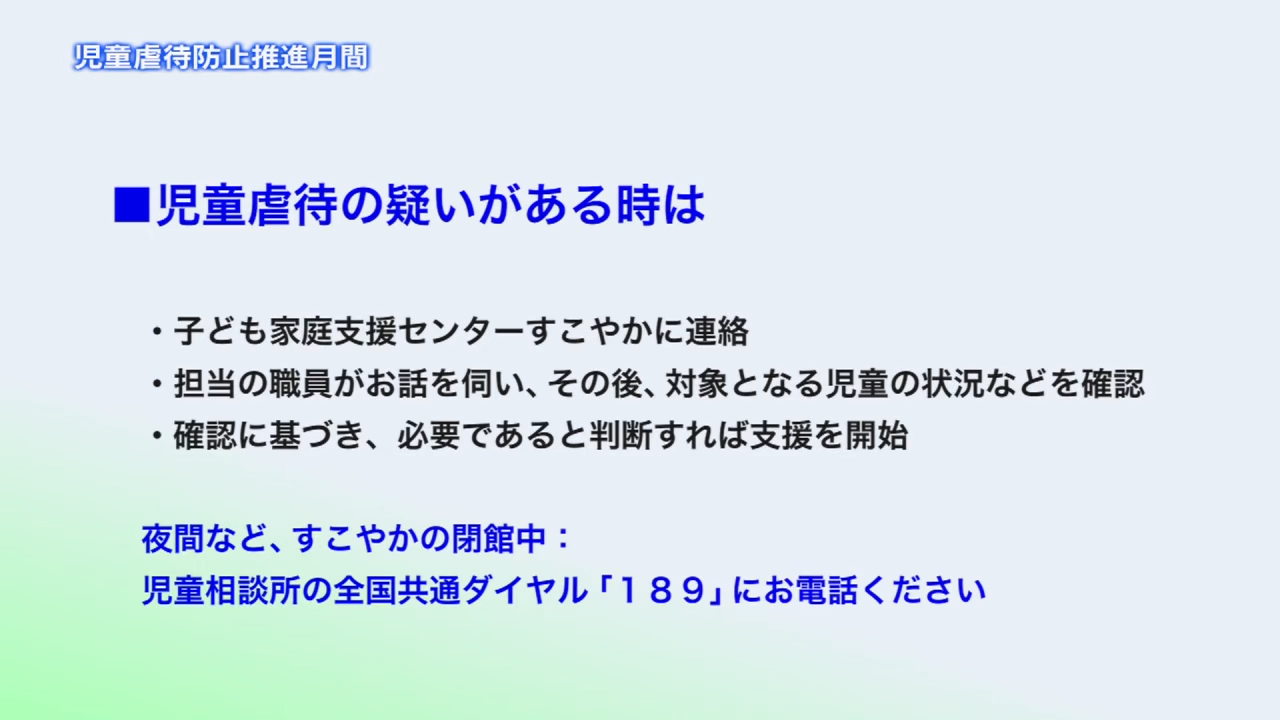 児童虐待防止推進月間
■児童虐待の疑いがある時は
・子ども家庭支援センターすこやかに連絡
・担当の職員がお話を伺い、その後、対象となる児童の状況などを確認
・確認に基づき、必要であると判断すれば支援を開始
夜間など、すこやかの閉館中：
児童相談所の全国共通ダイヤル「１８９」にお電話ください